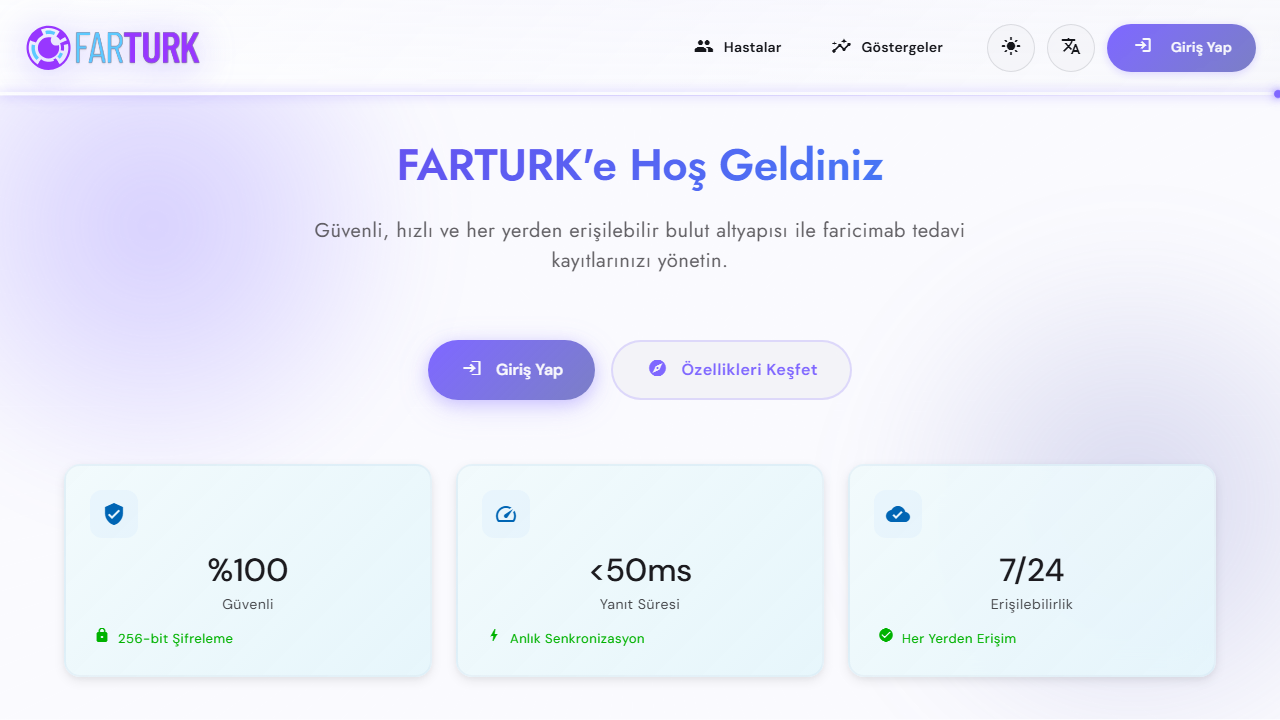 FARTURK
Hastalar
Göstergeler
Giriş Yap
FARTURK'e Hoş Geldiniz
Güvenli, hızlı ve her yerden erişilebilir bulut altyapısı ile faricimab tedavi
kayıtlarınızı yönetin.
Giriş Yap
Özellikleri Keşfet
%100
Güvenli
256-bit Şifreleme
<50ms
Yanıt Süresi
Anlık Senkronizasyon
7/24
Erişilebilirlik
Her Yerden Erişim